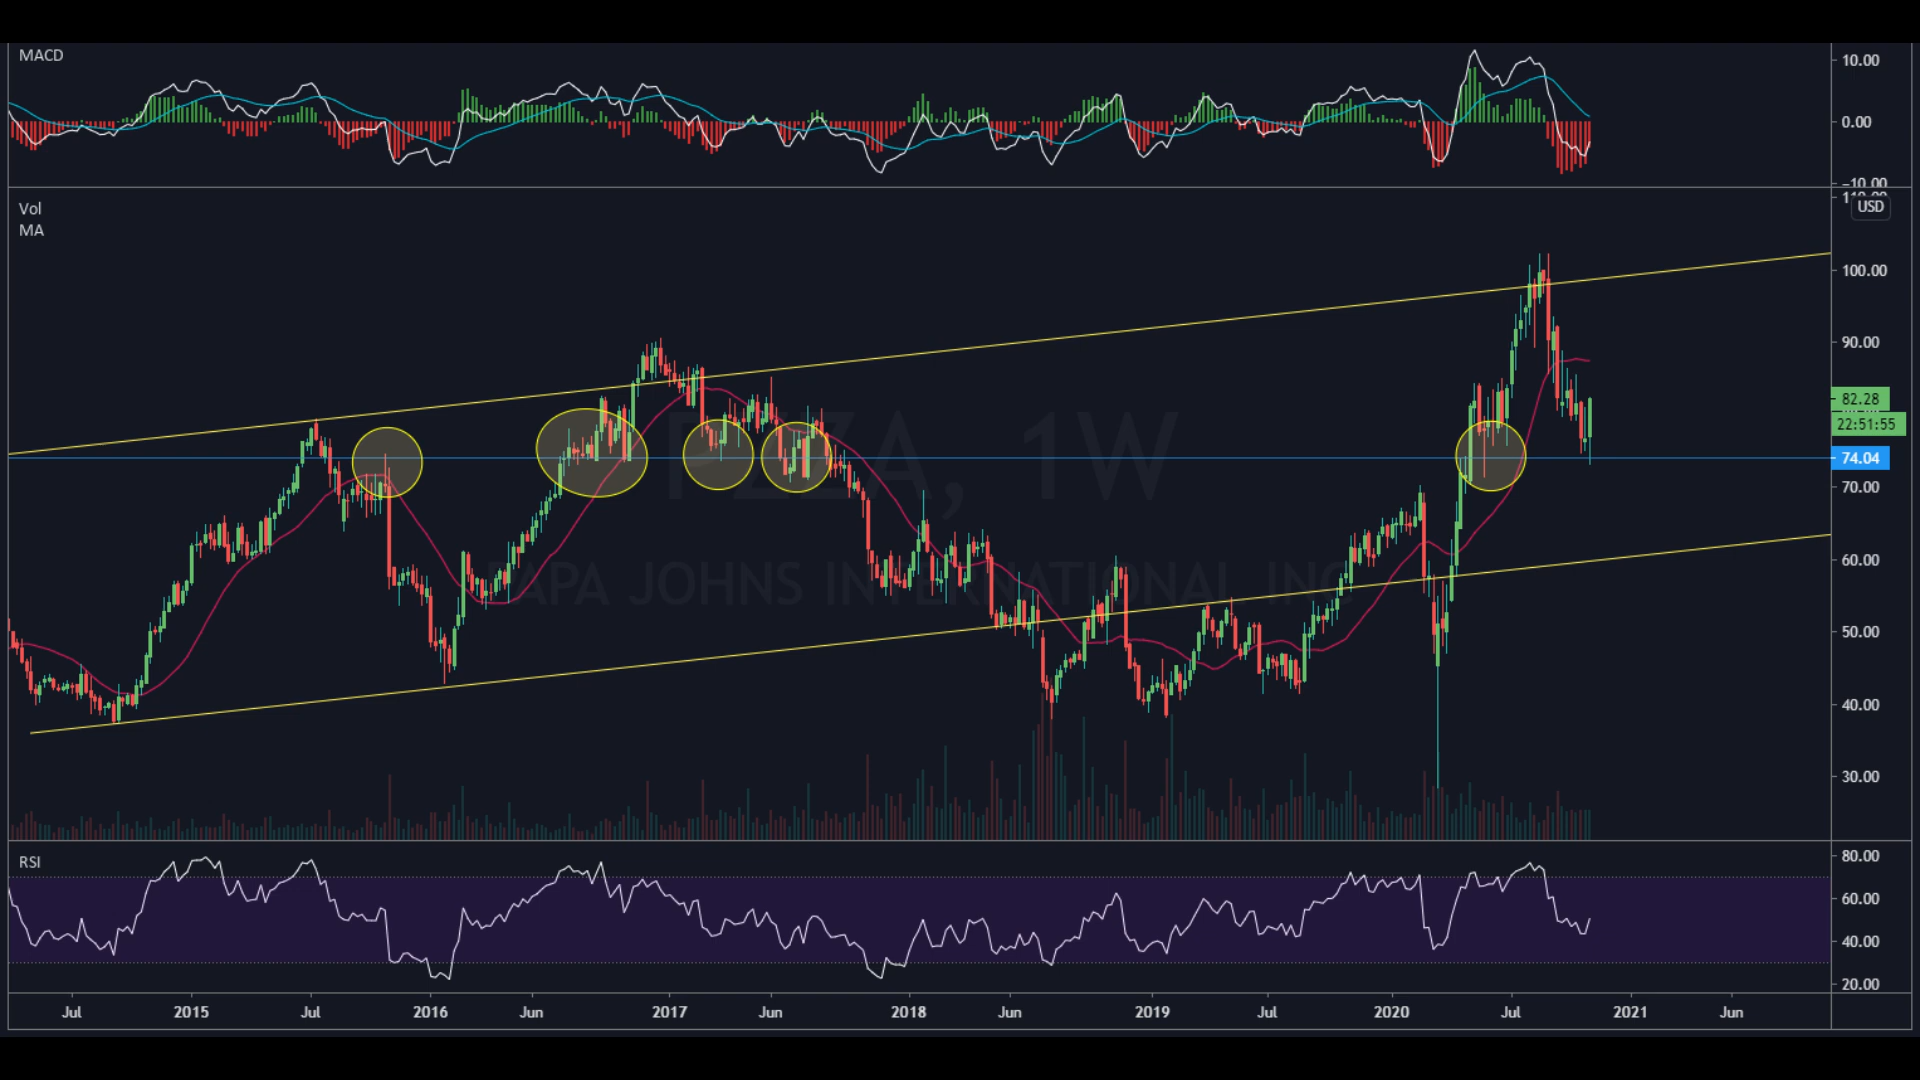 MACD
10.00
0.00
-10.00
Vol
USD
MA
100.00
90.00
82.28
22:51:55
74.04
70.00
60.00
50.00
40.00
30.00
PZZA, 1W
PAPA JOHNS INTERNATIONAL INC
RSI
80.00
60.00
40.00
20.00
Jul 2015 Jul 2016 Jun 2017 Jun 2018 Jun 2019 Jul 2020 Jul 2021 Jun